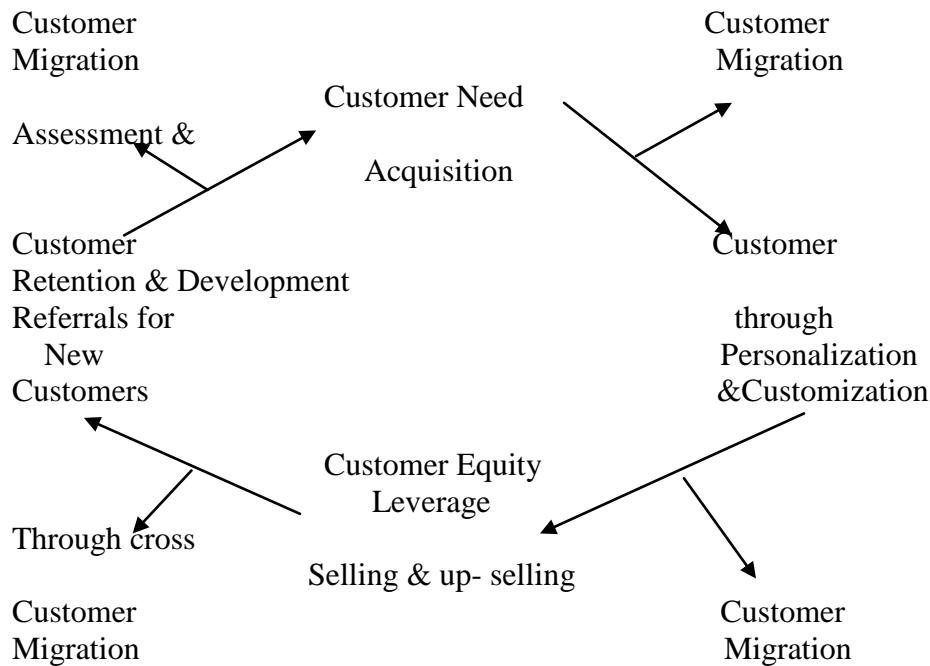 Customer Customer
Migration Migration
Customer Need
Assessment &
Acquisition
Customer Customer
Retention & Development
Referrals for through
New Personalization
Customers &Customization
Customer Equity
Leverage
Through cross
Selling & up- selling
Customer Customer
Migration Migration